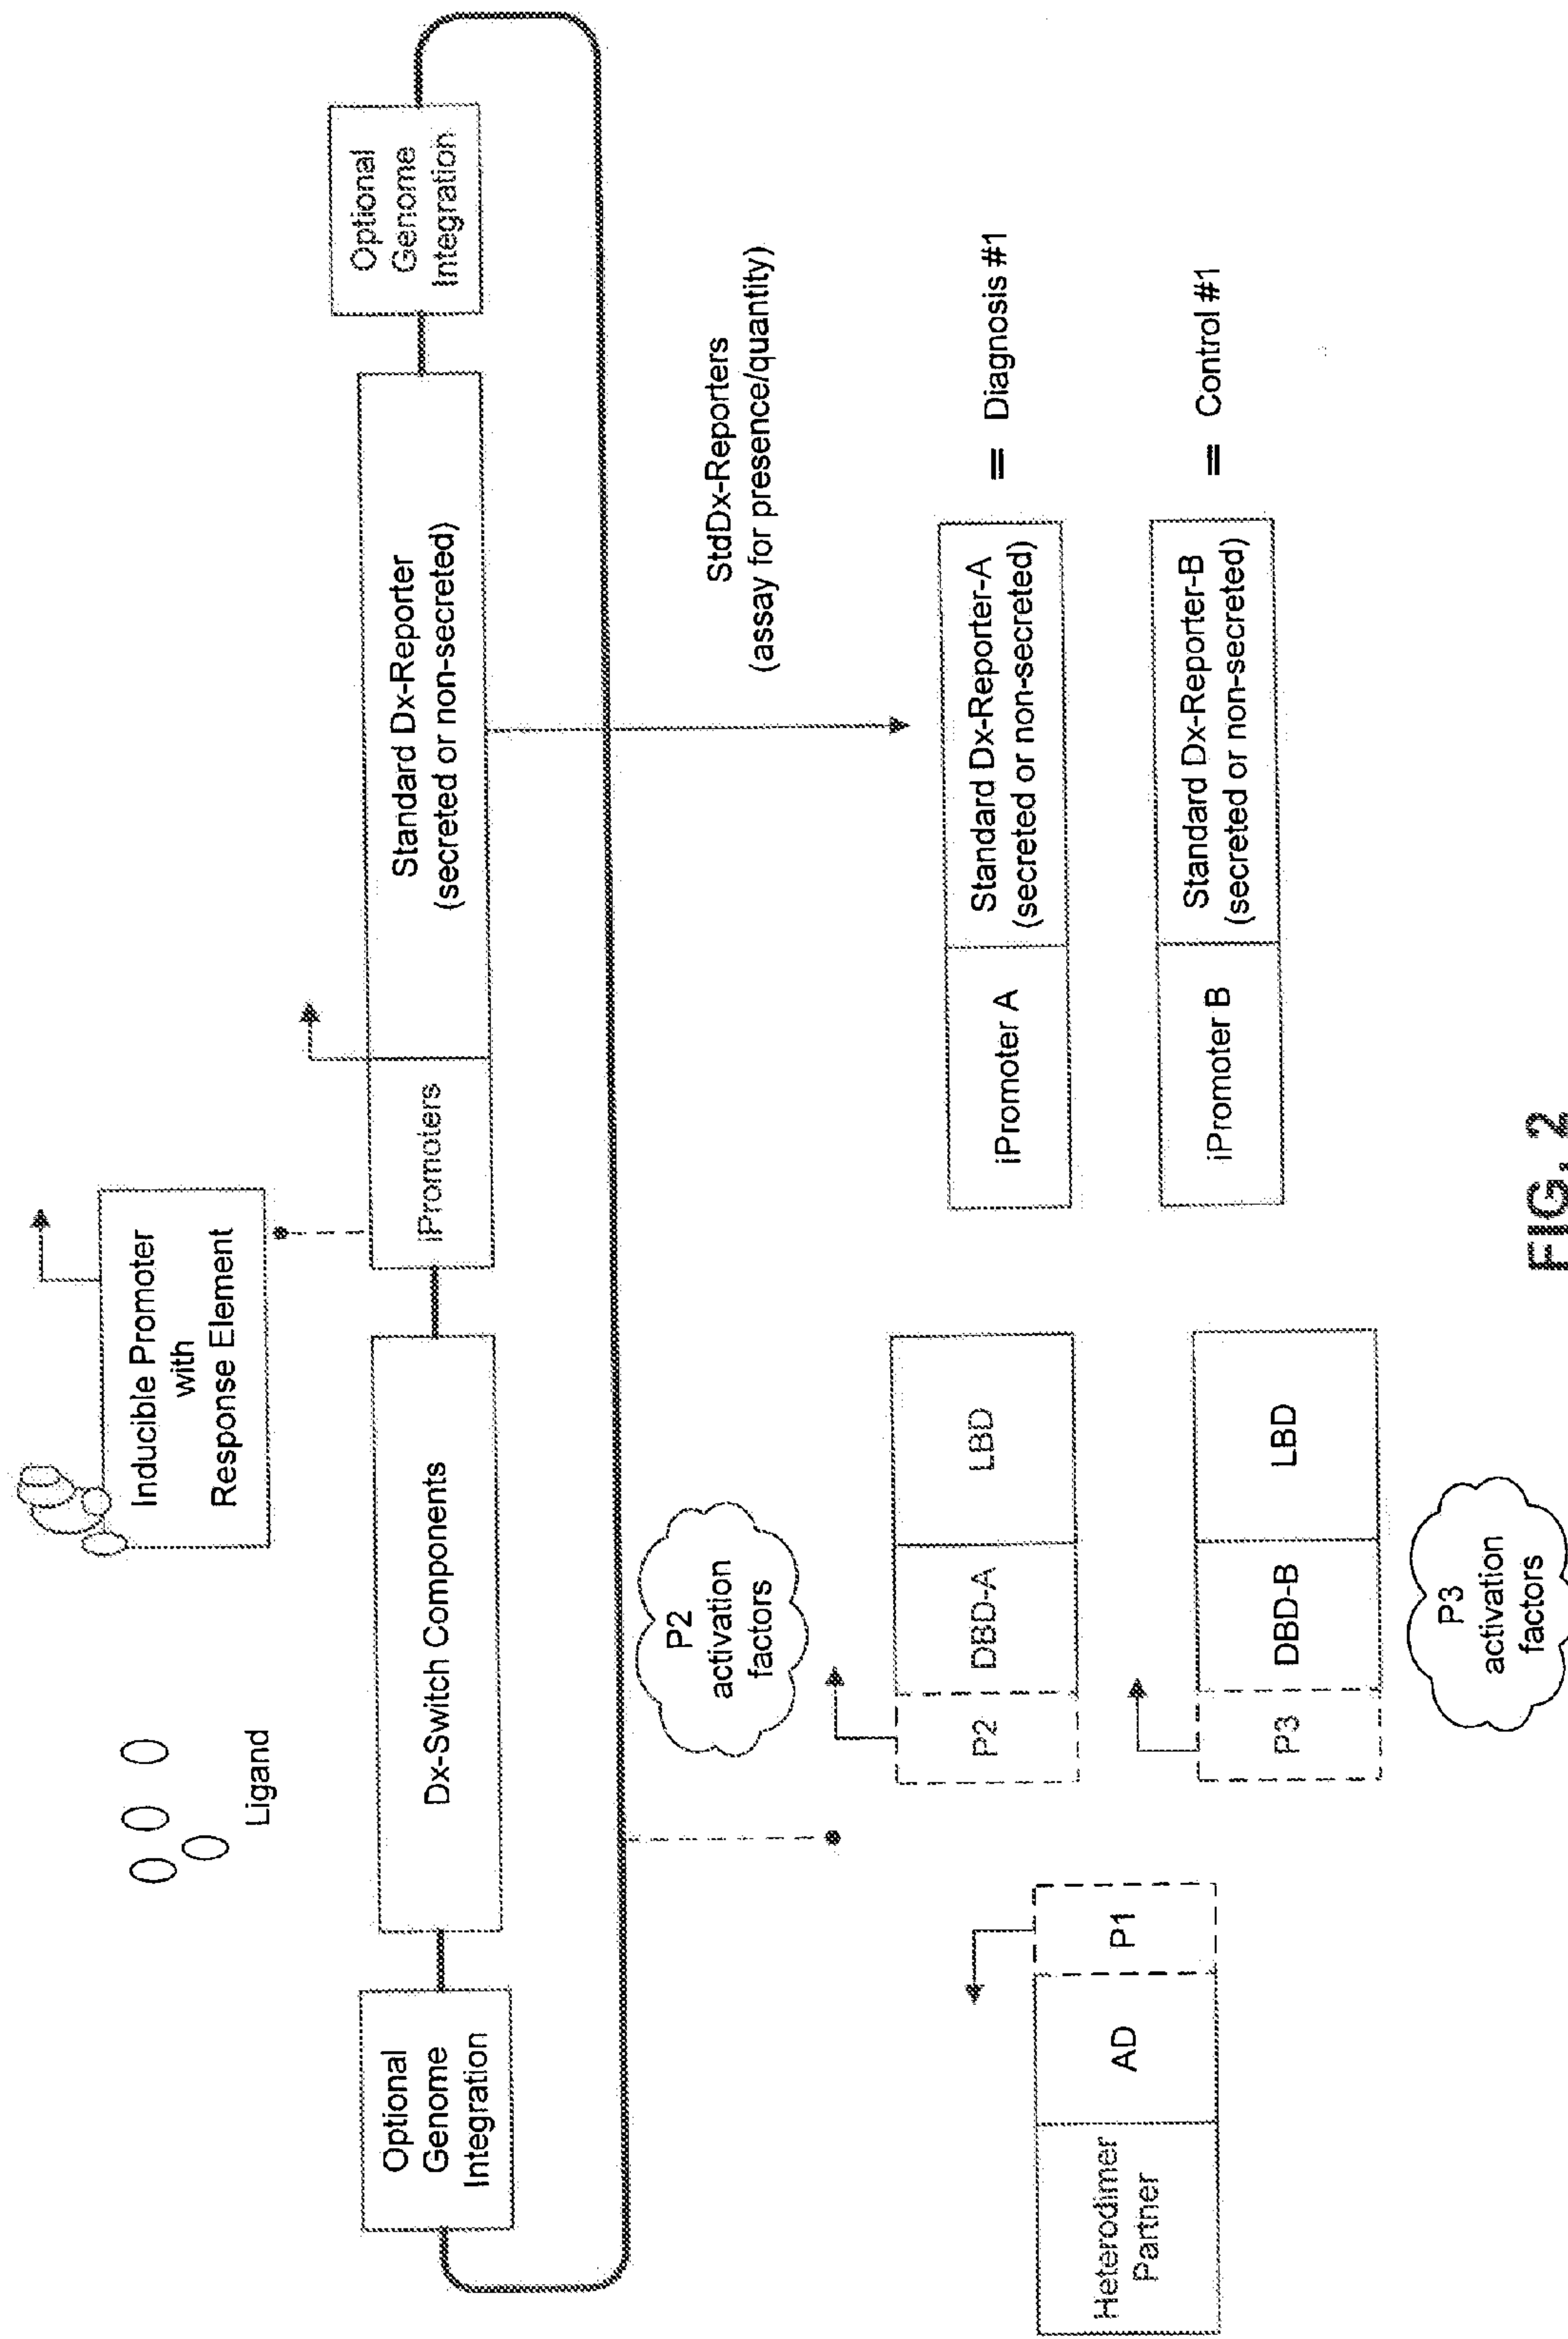 Ligand
Inducible Promoter
with
Response Element
Optional
Genome
Integration
Dx-Switch Components
iPromoters
Standard Dx-Reporter
(secreted or non-secreted)
Optional
Genome
Integration
StdDx-Reporters
(assay for presence/quantity)
P2
activation
factors
Heterodimer
Partner
AD
P1
P2
DBD-A
LBD
iPromoter A
Standard Dx-Reporter-A
(secreted or non-secreted)
= Diagnosis #1
P3
DBD-B
LBD
iPromoter B
Standard Dx-Reporter-B
(secreted or non-secreted)
= Control #1
P3
activation
factors
FIG. 2